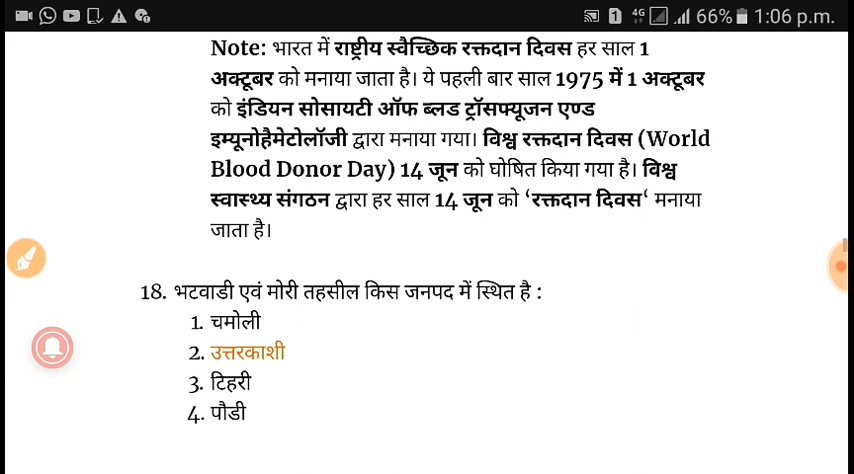 4G 66% 1:06 p.m.
Note: भारत में राष्ट्रीय स्वैच्छिक रक्तदान दिवस हर साल 1
अक्टूबर को मनाया जाता है। ये पहली बार साल 1975 में 1 अक्टूबर
को इंडियन सोसायटी ऑफ ब्लड ट्रॉसफ्यूजन एण्ड
इम्यूनोहैमेटोलॉजी द्वारा मनाया गया। विश्व रक्तदान दिवस (World
Blood Donor Day) 14 जून को घोषित किया गया है। विश्व
स्वास्थ्य संगठन द्वारा हर साल 14 जून को ‘रक्तदान दिवस‘ मनाया
जाता है।
18. भटवाडी एवं मोरी तहसील किस जनपद में स्थित है :
1. चमोली
2. उत्तरकाशी
3. टिहरी
4. पौडी